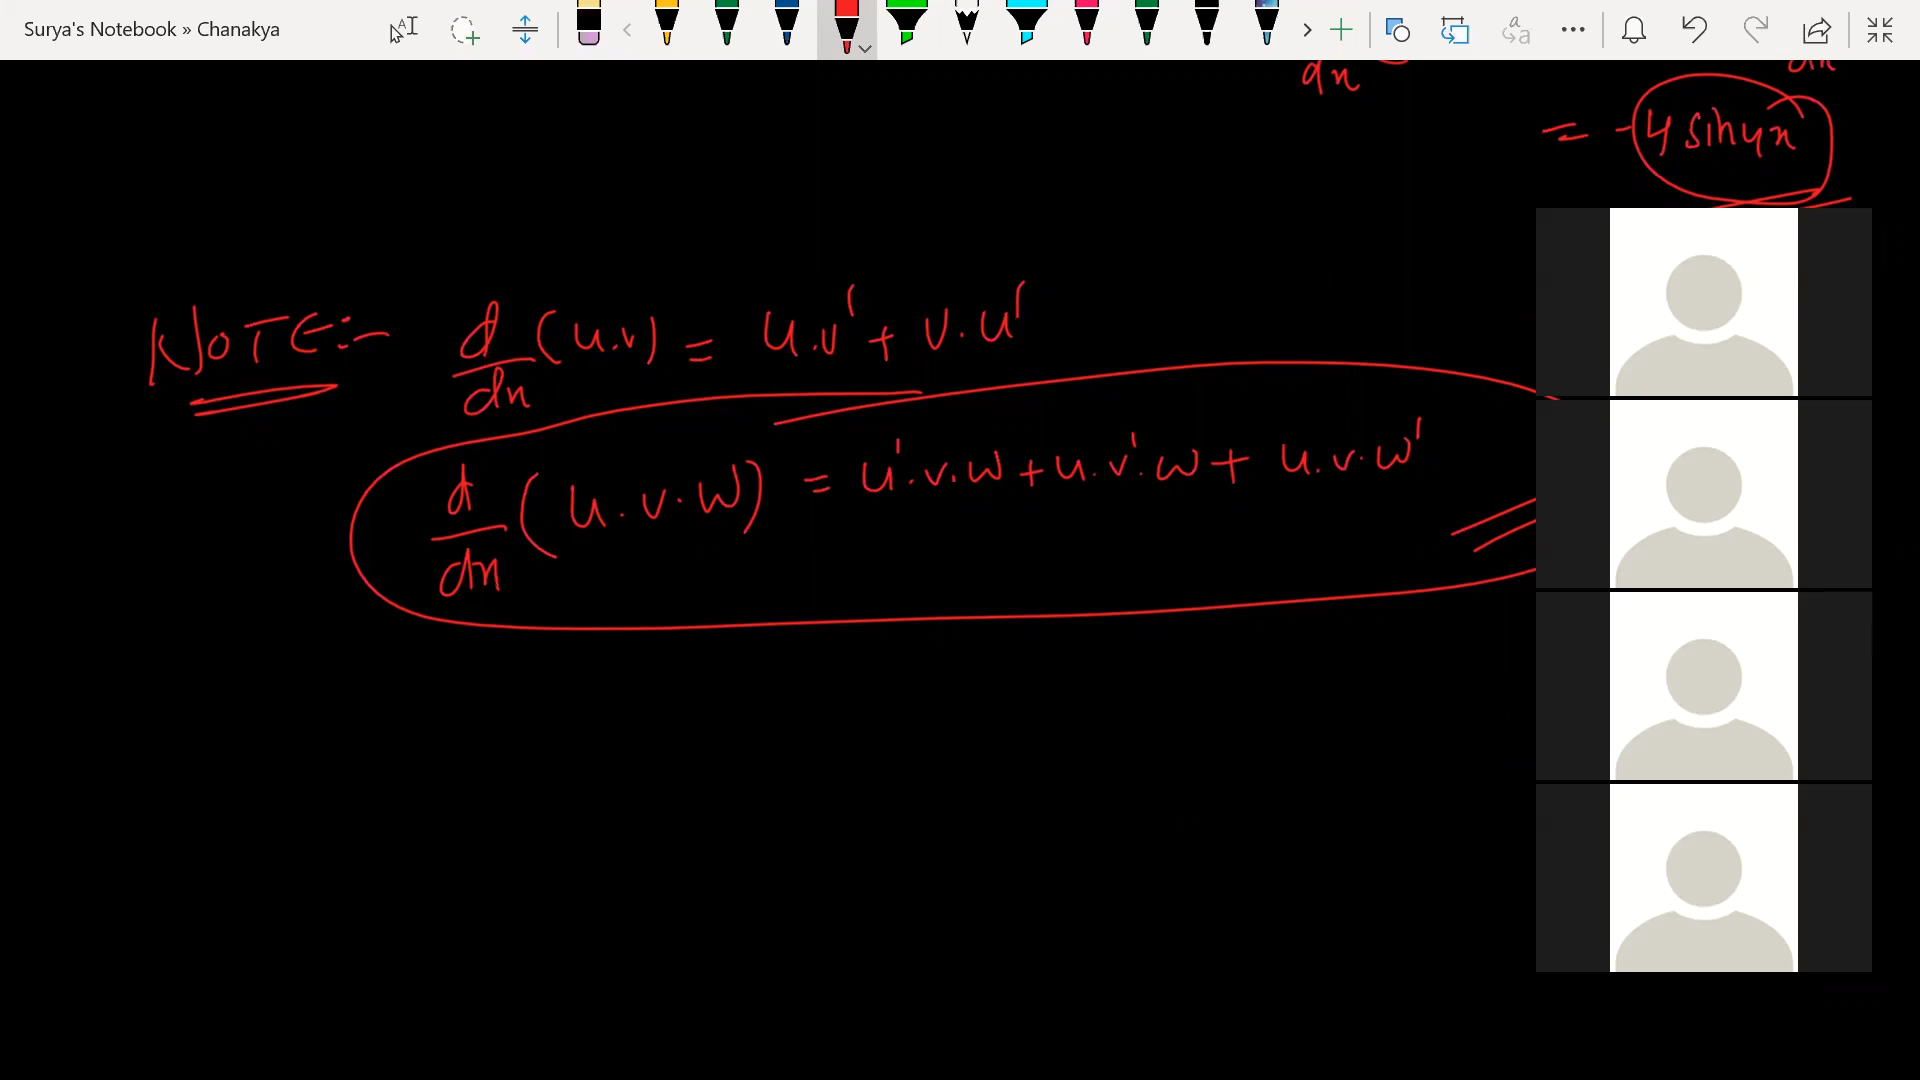 Surya's Notebook » Chanakya
dx
= -4 sin4x
NOTE:- d/dx (u.v) = u.v' + v.u'
d/dx (u.v.w) = u'.v.w + u.v'.w + u.v.w'